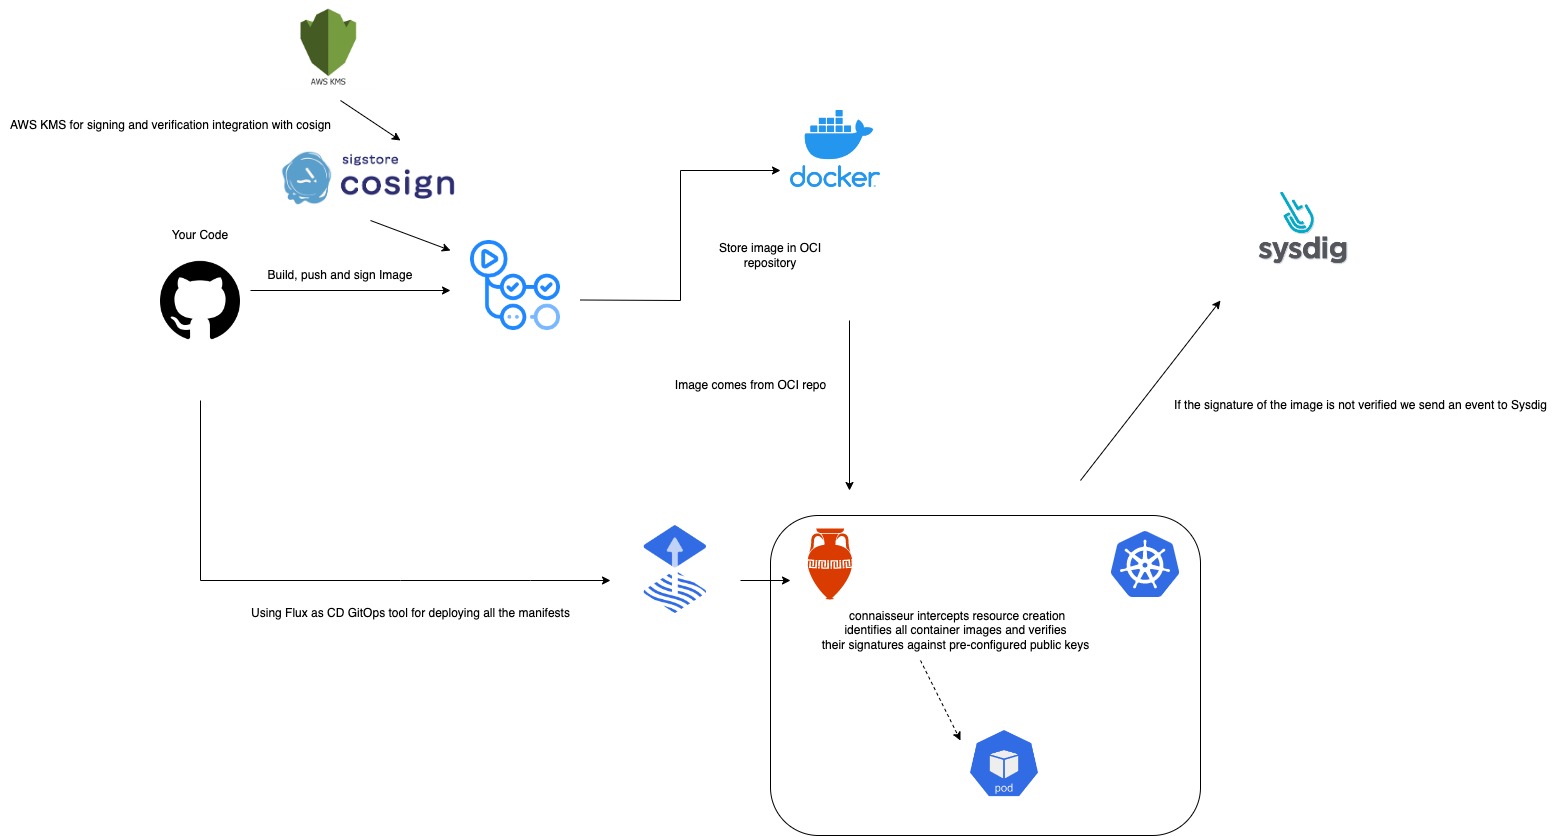 AWS KMS
AWS KMS for signing and verification integration with cosign
sigstore
cosign
docker
Your Code
Build, push and sign Image
Store image in OCI
repository
sysdig
Image comes from OCI repo
If the signature of the image is not verified we send an event to Sysdig
Using Flux as CD GitOps tool for deploying all the manifests
connaisseur intercepts resource creation
identifies all container images and verifies
their signatures against pre-configured public keys
pod